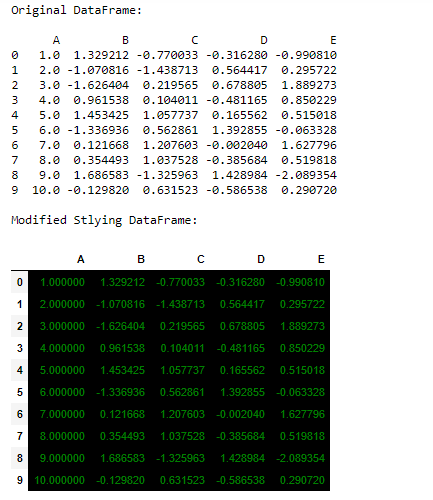 Original DataFrame:
A B C D E
0 1.0 1.329212 -0.770033 -0.316280 -0.990810
1 2.0 -1.070816 -1.438713 0.564417 0.295722
2 3.0 -1.626404 0.219565 0.678805 1.889273
3 4.0 0.961538 0.104011 -0.481165 0.850229
4 5.0 1.453425 1.057737 0.165562 0.515018
5 6.0 -1.336936 0.562861 1.392855 -0.063328
6 7.0 0.121668 1.207603 -0.002040 1.627796
7 8.0 0.354493 1.037528 -0.385684 0.519818
8 9.0 1.686583 -1.325963 1.428984 -2.089354
9 10.0 -0.129820 0.631523 -0.586538 0.290720
Modified Stlying DataFrame:
A B C D E
0 1.000000 1.329212 -0.770033 -0.316280 -0.990810
1 2.000000 -1.070816 -1.438713 0.564417 0.295722
2 3.000000 -1.626404 0.219565 0.678805 1.889273
3 4.000000 0.961538 0.104011 -0.481165 0.850229
4 5.000000 1.453425 1.057737 0.165562 0.515018
5 6.000000 -1.336936 0.562861 1.392855 -0.063328
6 7.000000 0.121668 1.207603 -0.002040 1.627796
7 8.000000 0.354493 1.037528 -0.385684 0.519818
8 9.000000 1.686583 -1.325963 1.428984 -2.089354
9 10.000000 -0.129820 0.631523 -0.586538 0.290720